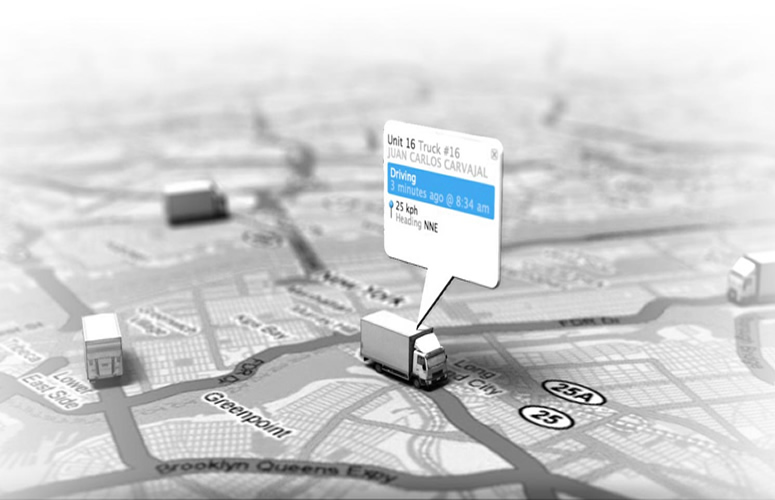 Unit 16 Truck #16
JUAN CARLOS CARVAJAL
Driving
3 minutes ago @ 8:34 am
25 kph
Heading NNE
New York
FDR Dr
Long
City
25A
25
Lower
East Side
Greenpoint
Brooklyn Queens Expy